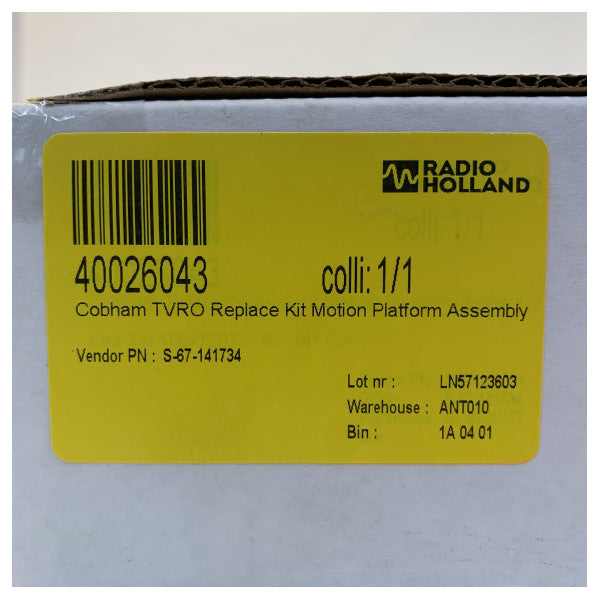 RADIO
HOLLAND
40026043 colli: 1/1
Cobham TVRO Replace Kit Motion Platform Assembly
Vendor PN : S-67-141734
Lot nr : LN57123603
Warehouse : ANT010
Bin : 1A 04 01